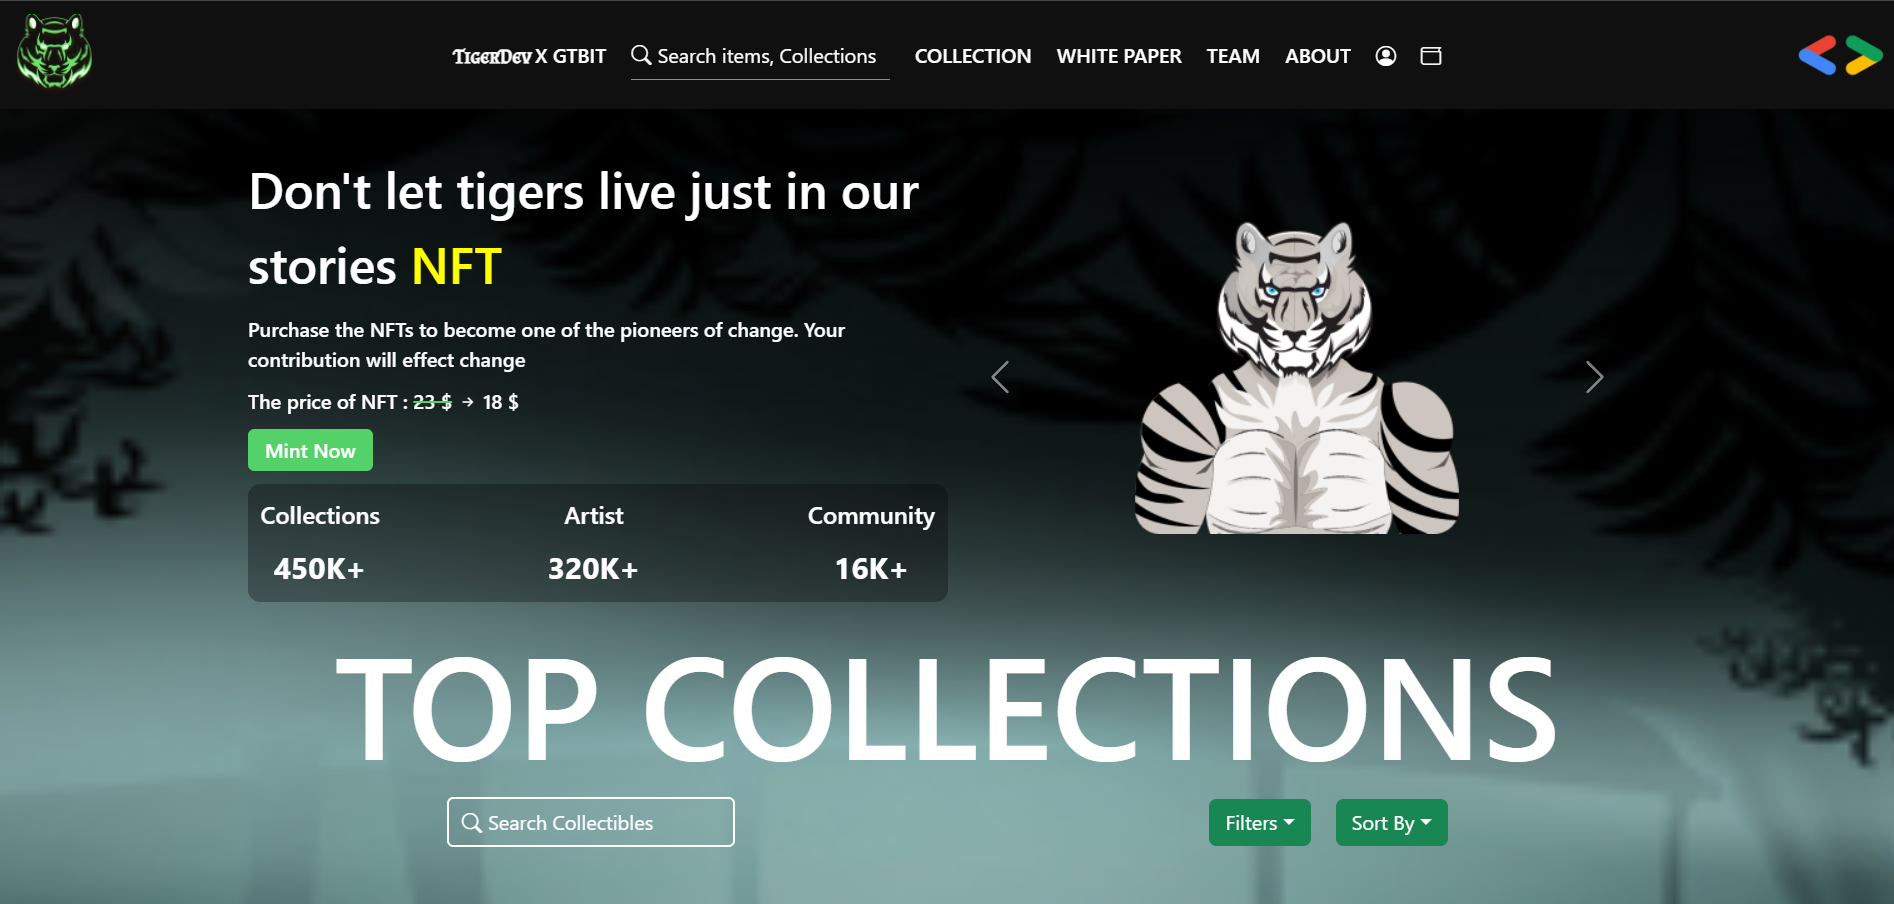 TIGERDEV X GTBIT
Search items, Collections
COLLECTION
WHITE PAPER
TEAM
ABOUT
Don't let tigers live just in our
stories NFT
Purchase the NFTs to become one of the pioneers of change. Your
contribution will effect change
The price of NFT : 23 $ → 18 $
Mint Now
Collections
Artist
Community
450K+
320K+
16K+
TOP COLLECTIONS
Search Collectibles
Filters
Sort By